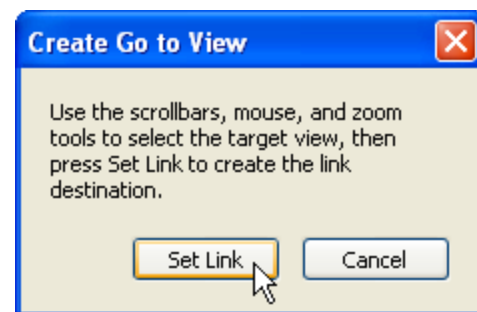 Create Go to View
Use the scrollbars, mouse, and zoom
tools to select the target view, then
press Set Link to create the link
destination.
Set Link
Cancel